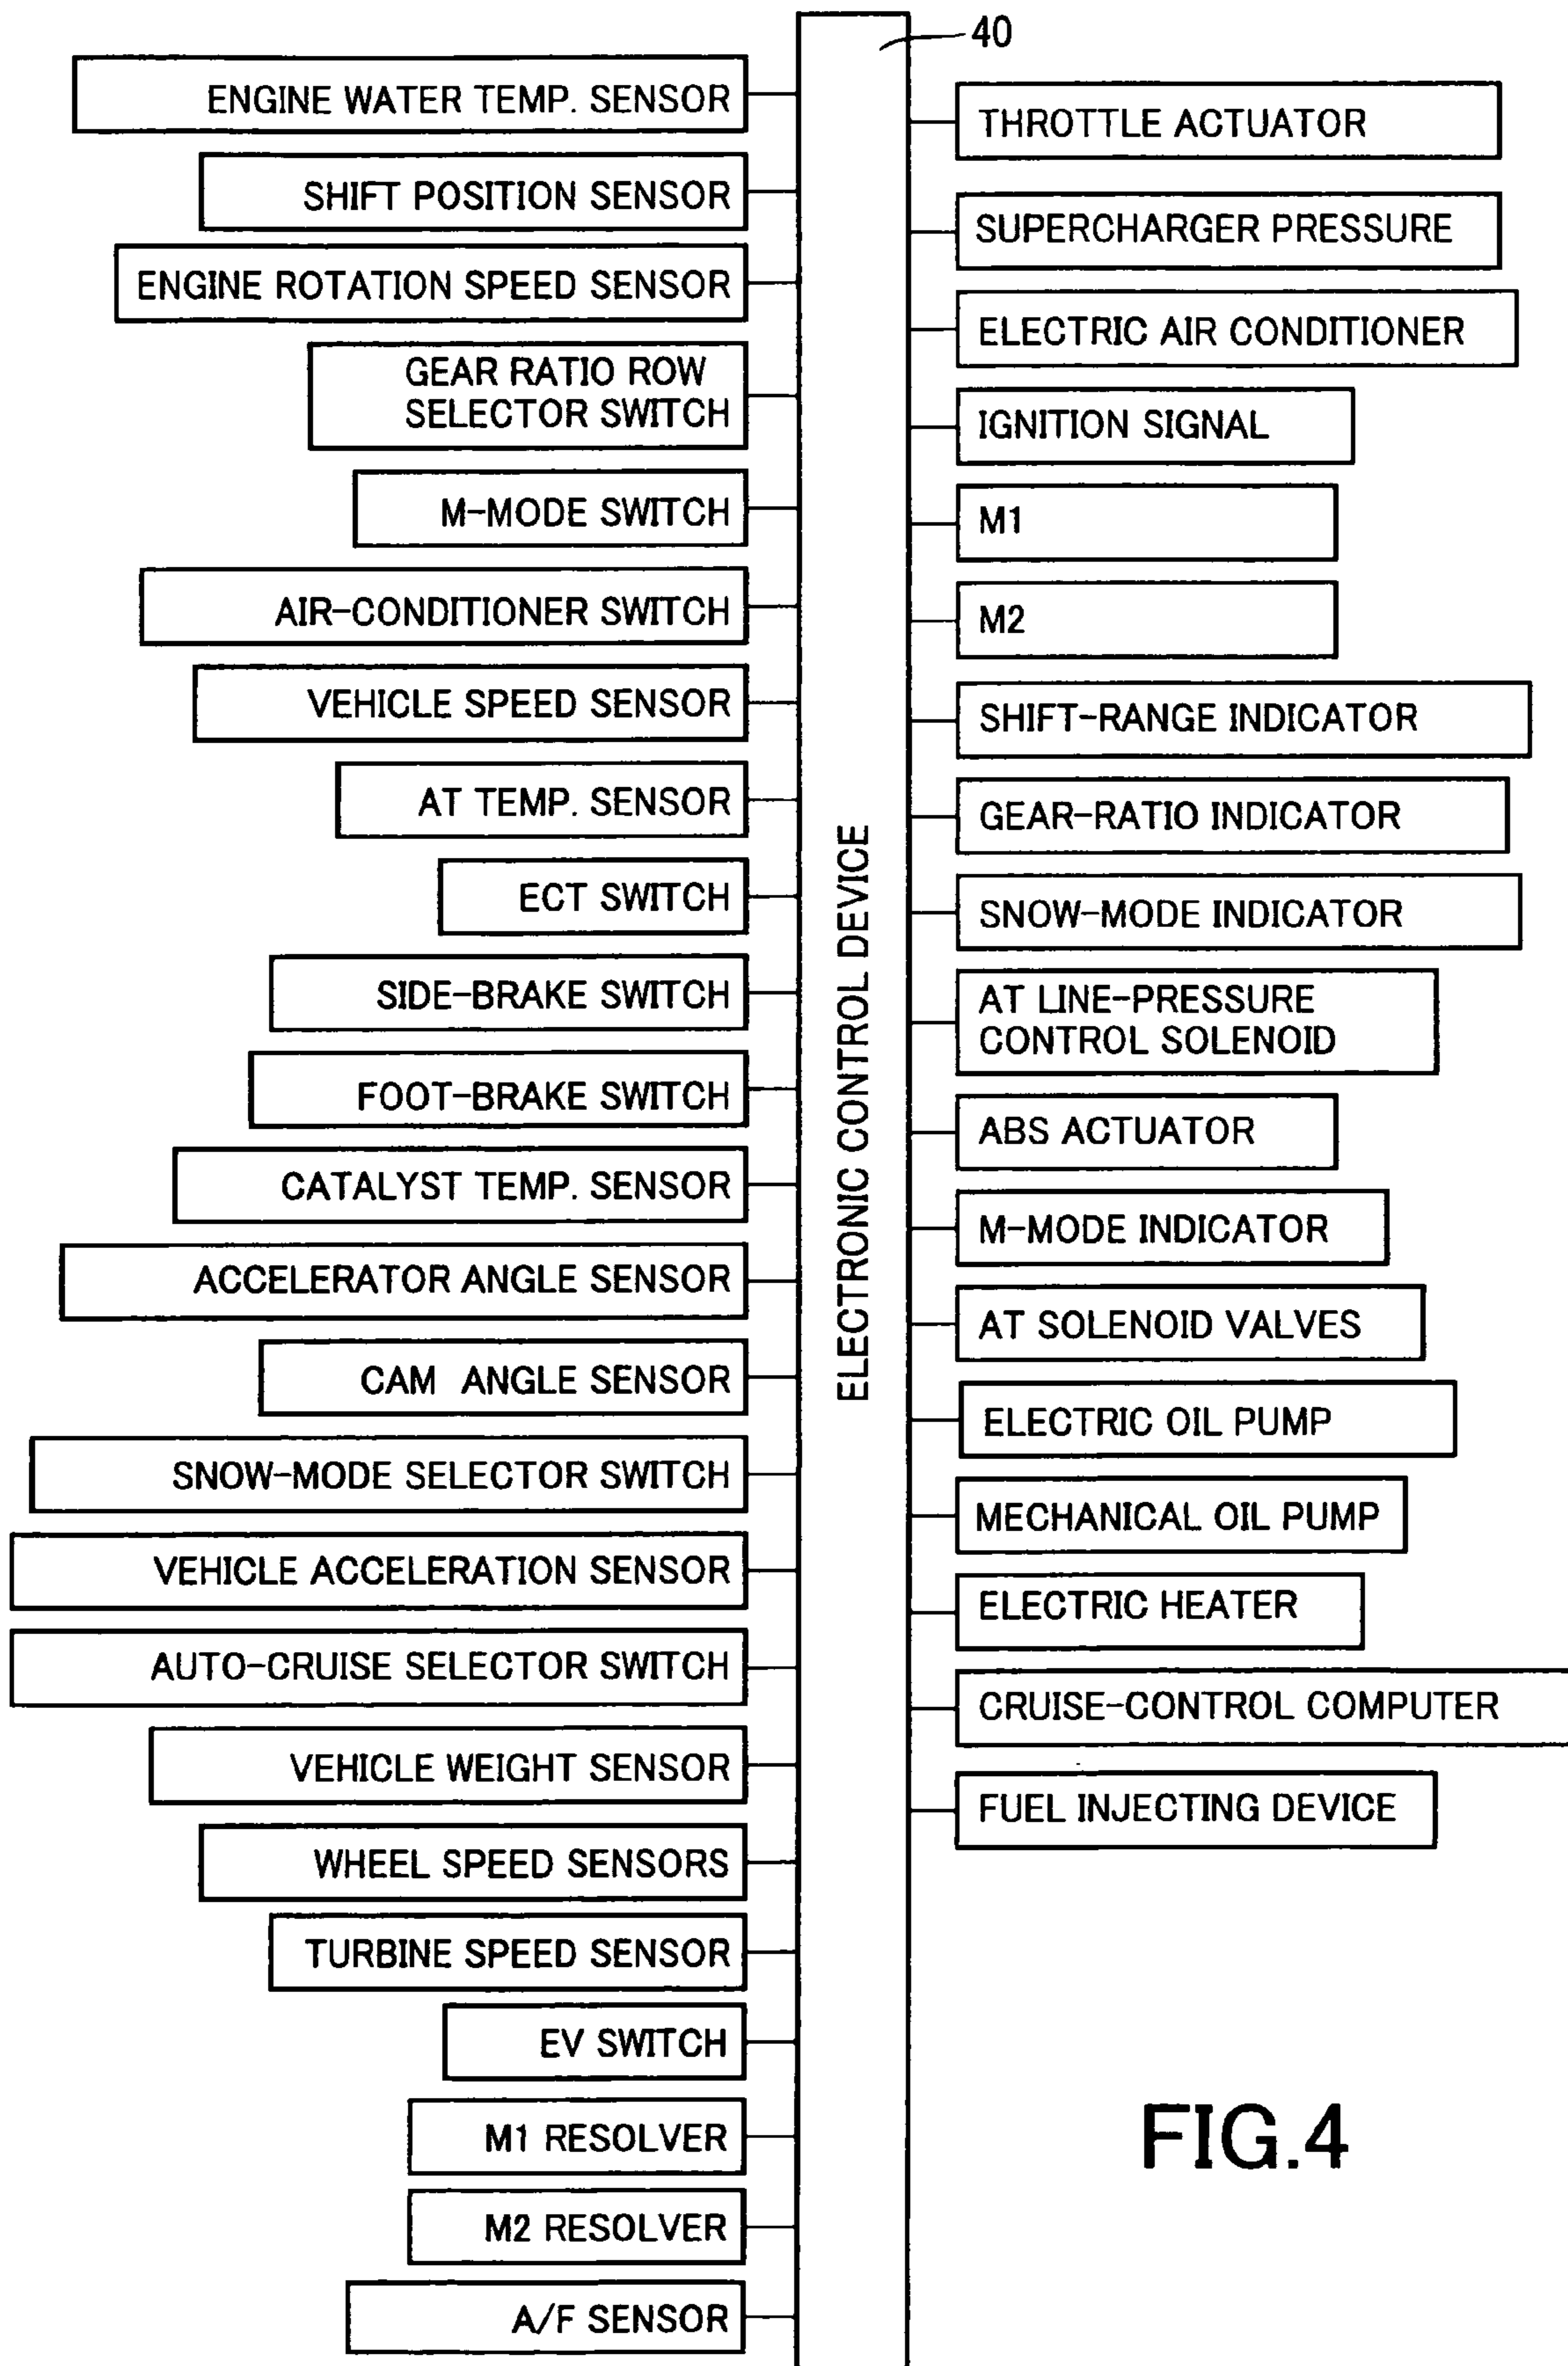 40
ENGINE WATER TEMP. SENSOR
SHIFT POSITION SENSOR
ENGINE ROTATION SPEED SENSOR
GEAR RATIO ROW
SELECTOR SWITCH
M-MODE SWITCH
AIR-CONDITIONER SWITCH
VEHICLE SPEED SENSOR
AT TEMP. SENSOR
ECT SWITCH
SIDE-BRAKE SWITCH
FOOT-BRAKE SWITCH
CATALYST TEMP. SENSOR
ACCELERATOR ANGLE SENSOR
CAM ANGLE SENSOR
SNOW-MODE SELECTOR SWITCH
VEHICLE ACCELERATION SENSOR
AUTO-CRUISE SELECTOR SWITCH
VEHICLE WEIGHT SENSOR
WHEEL SPEED SENSORS
TURBINE SPEED SENSOR
EV SWITCH
M1 RESOLVER
M2 RESOLVER
A/F SENSOR
ELECTRONIC CONTROL DEVICE
THROTTLE ACTUATOR
SUPERCHARGER PRESSURE
ELECTRIC AIR CONDITIONER
IGNITION SIGNAL
M1
M2
SHIFT-RANGE INDICATOR
GEAR-RATIO INDICATOR
SNOW-MODE INDICATOR
AT LINE-PRESSURE
CONTROL SOLENOID
ABS ACTUATOR
M-MODE INDICATOR
AT SOLENOID VALVES
ELECTRIC OIL PUMP
MECHANICAL OIL PUMP
ELECTRIC HEATER
CRUISE-CONTROL COMPUTER
FUEL INJECTING DEVICE
FIG.4